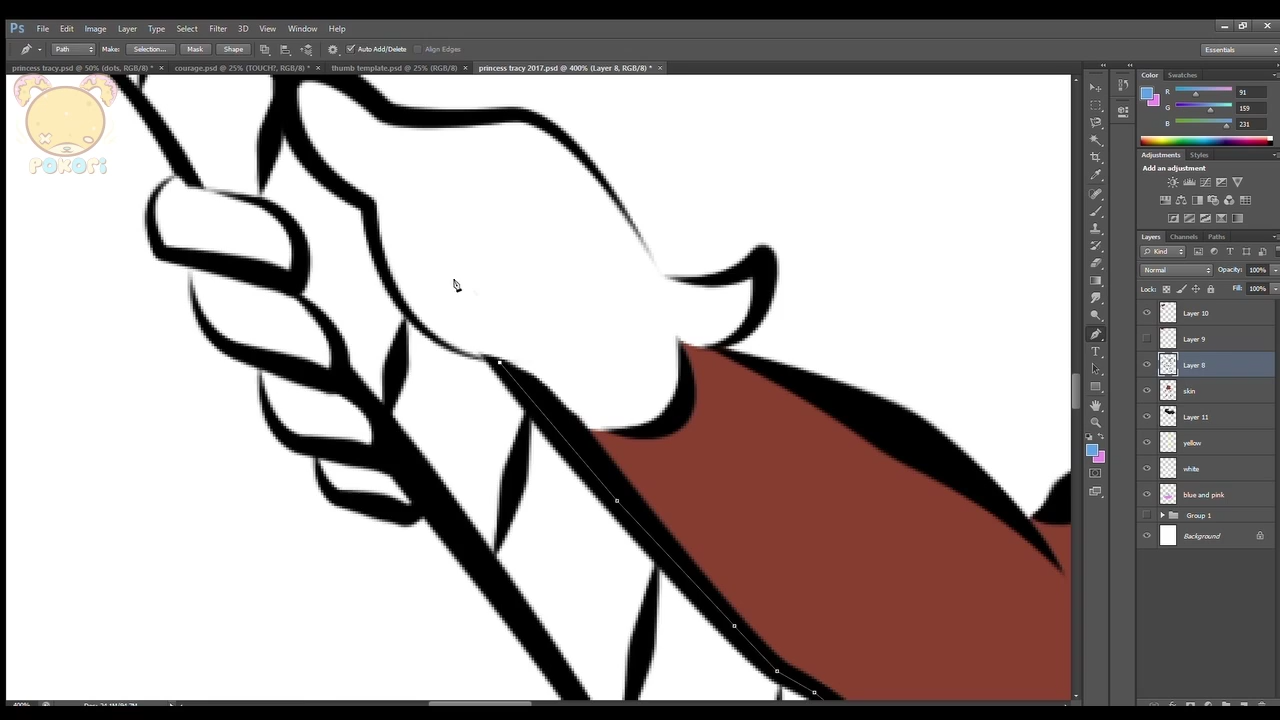 Ps File Edit Image Layer Type Select Filter 3D View Window Help
Path Make: Selection... Mask Shape Auto Add/Delete Align Edges Essentials
princess tracy.psd @ 50% (dots, RGB/8) * × courage.psd @ 25% (TOUCH!, RGB/8) * × thumb template.psd @ 25% (RGB/8) × princess tracy 2017.psd @ 400% (Layer 8, RGB/8) * ×
POKORI
Color Swatches
R 91
G 159
B 231
Adjustments Styles
Add an adjustment
Layers Channels Paths
Kind
Normal Opacity: 100%
Lock: Fill: 100%
Layer 10
Layer 9
Layer 8
skin
Layer 11
yellow
white
blue and pink
Group 1
Background